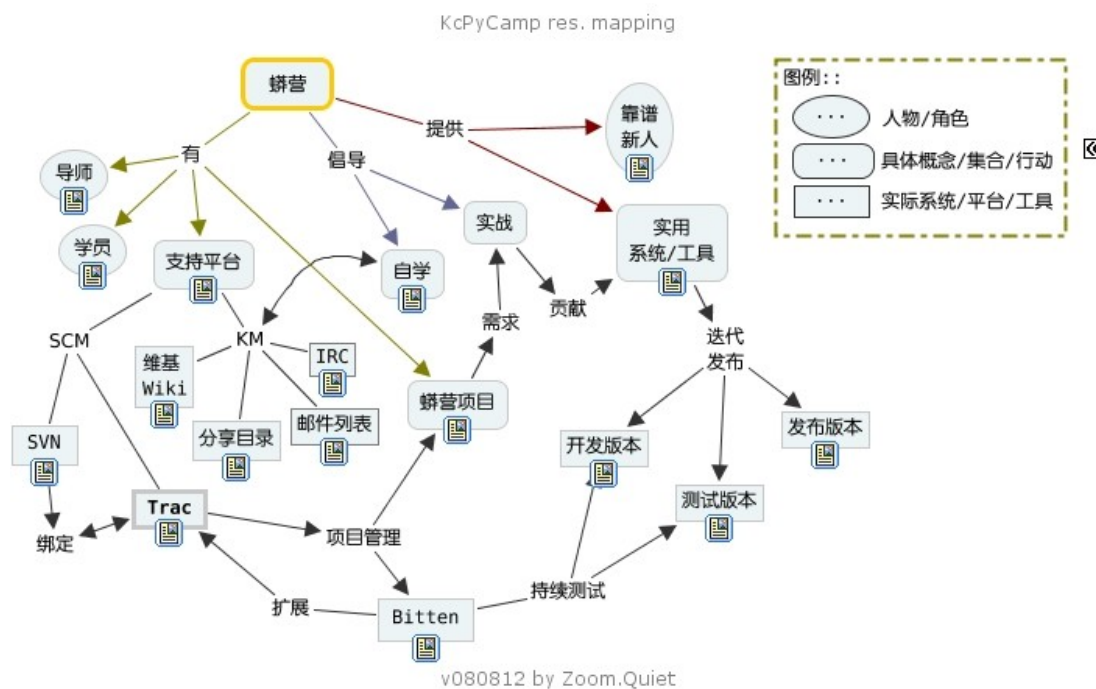 KcPyCamp res. mapping
蟒营
图例::
···
人物/角色
···
具体概念/集合/行动
···
实际系统/平台/工具
提供
靠谱
新人
有
倡导
导师
学员
支持平台
自学
实战
实用
系统/工具
贡献
需求
迭代
发布
SCM
KM
维基
Wiki
IRC
分享目录
邮件列表
蟒营项目
SVN
开发版本
发布版本
测试版本
Trac
绑定
项目管理
持续测试
扩展
Bitten
v080812 by Zoom.Quiet